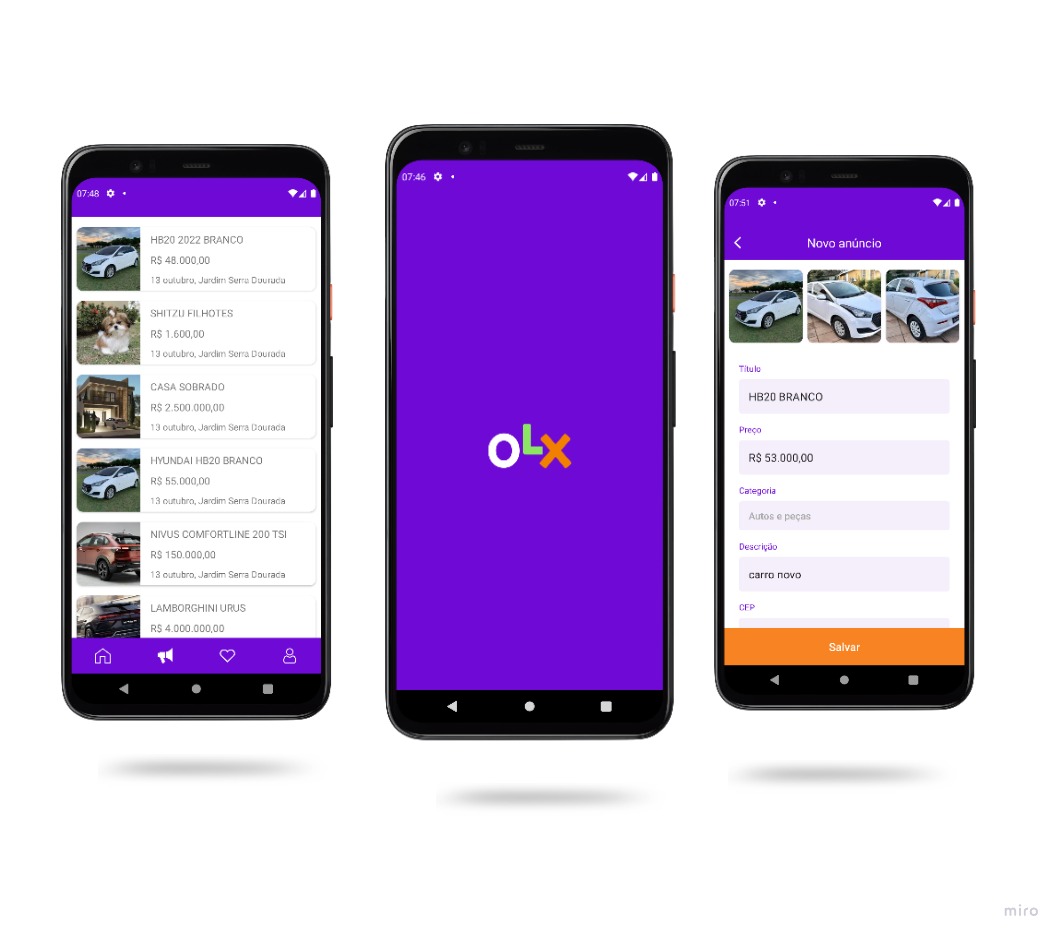 07:48
HB20 2022 BRANCO
R$ 48.000,00
13 outubro, Jardim Serra Dourada
SHITZU FILHOTES
R$ 1.600,00
13 outubro, Jardim Serra Dourada
CASA SOBRADO
R$ 2.500.000,00
13 outubro, Jardim Serra Dourada
HYUNDAI HB20 BRANCO
R$ 55.000,00
13 outubro, Jardim Serra Dourada
NIVUS COMFORTLINE 200 TSI
R$ 150.000,00
13 outubro, Jardim Serra Dourada
LAMBORGHINI URUS
R$ 4.000.000,00
07:46
OLX
07:51
Novo anúncio
Título
HB20 BRANCO
Preço
R$ 53.000,00
Categoria
Autos e peças
Descrição
carro novo
CEP
Salvar
miro